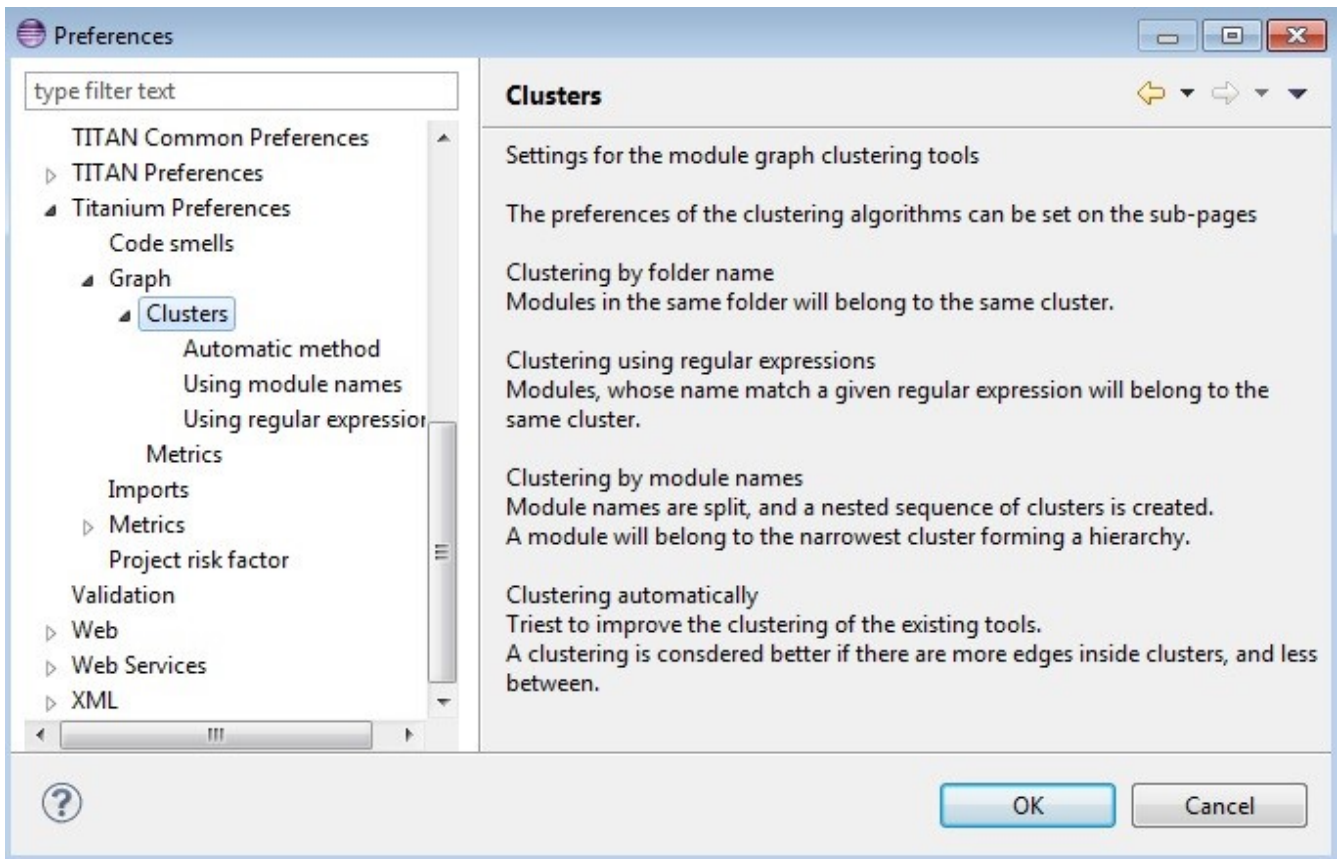 Preferences
type filter text
TITAN Common Preferences
TITAN Preferences
Titanium Preferences
Code smells
Graph
Clusters
Automatic method
Using module names
Using regular expression
Metrics
Imports
Metrics
Project risk factor
Validation
Web
Web Services
XML
Clusters
Settings for the module graph clustering tools
The preferences of the clustering algorithms can be set on the sub-pages
Clustering by folder name
Modules in the same folder will belong to the same cluster.
Clustering using regular expressions
Modules, whose name match a given regular expression will belong to the
same cluster.
Clustering by module names
Module names are split, and a nested sequence of clusters is created.
A module will belong to the narrowest cluster forming a hierarchy.
Clustering automatically
Triest to improve the clustering of the existing tools.
A clustering is consdered better if there are more edges inside clusters, and less
between.
OK
Cancel